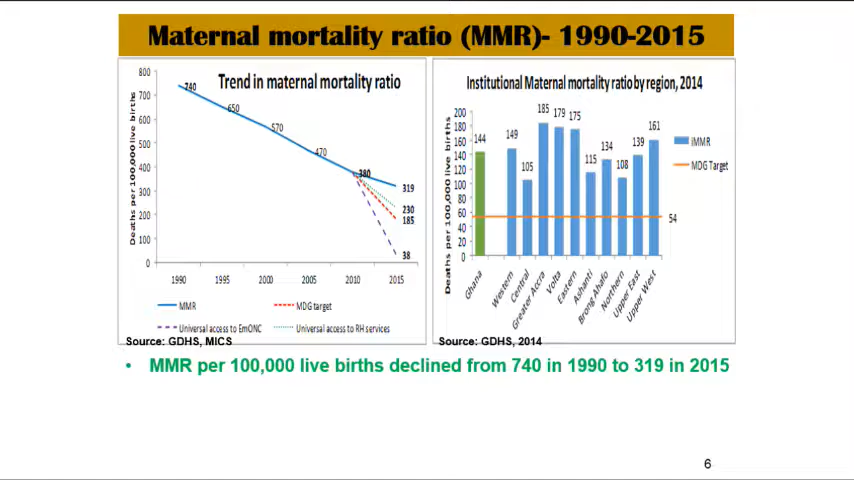 Maternal mortality ratio (MMR)- 1990-2015
Trend in maternal mortality ratio
Deaths per 100,000 live births
800
700
600
500
400
300
200
100
0
740
650
570
470
380
319
230
185
38
1990 1995 2000 2005 2010 2015
MMR
MDG target
Universal access to EmONC
Universal access to RH services
Source: GDHS, MICS
Institutional Maternal mortality ratio by region, 2014
Deaths per 100,000 live births
200
180
160
140
120
100
80
60
40
20
0
144 149 105 185 179 175 115 134 108 139 161
54
iMMR
MDG Target
Ghana
Western
Central
Greater Accra
Volta
Eastern
Ashanti
Brong Ahafo
Northern
Upper East
Upper West
Source: GDHS, 2014
• MMR per 100,000 live births declined from 740 in 1990 to 319 in 2015
6